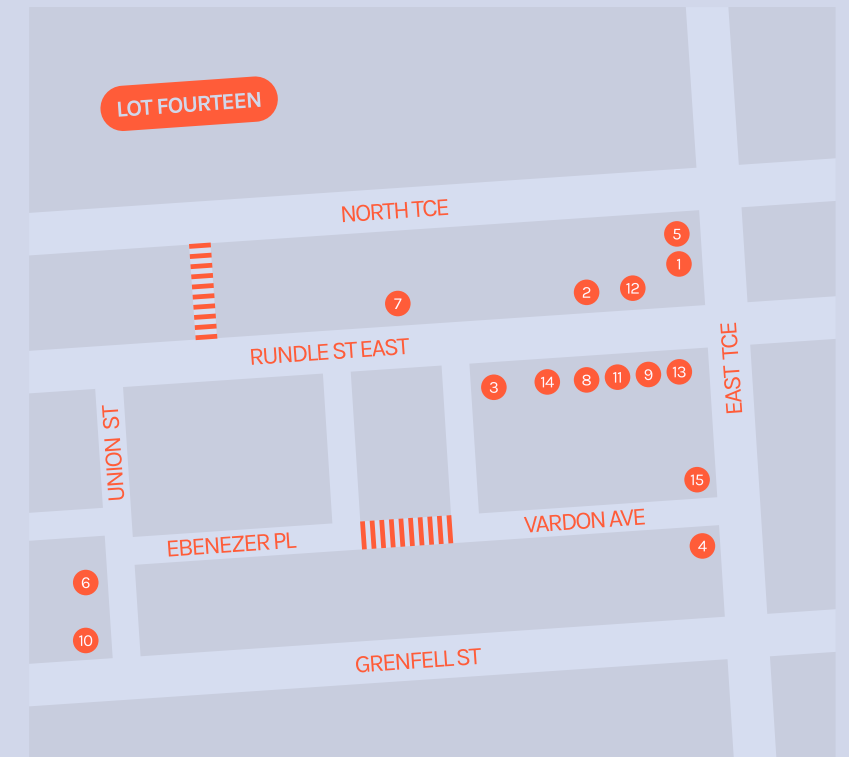 LOT FOURTEEN
NORTH TCE
5
1
12
2
7
RUNDLE ST EAST
EAST TCE
3
14
8
11
9
13
UNION ST
15
VARDON AVE
EBENEZER PL
4
6
10
GRENFELL ST